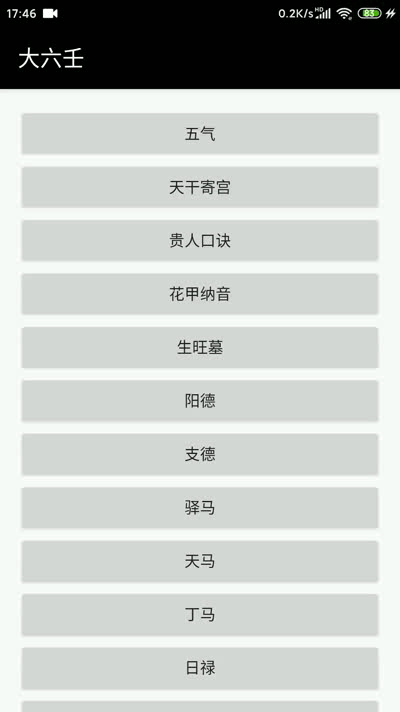 17:46
0.2K/s
HD
83
大六壬
五气
天干寄宫
贵人口诀
花甲纳音
生旺墓
阳德
支德
驿马
天马
丁马
日禄